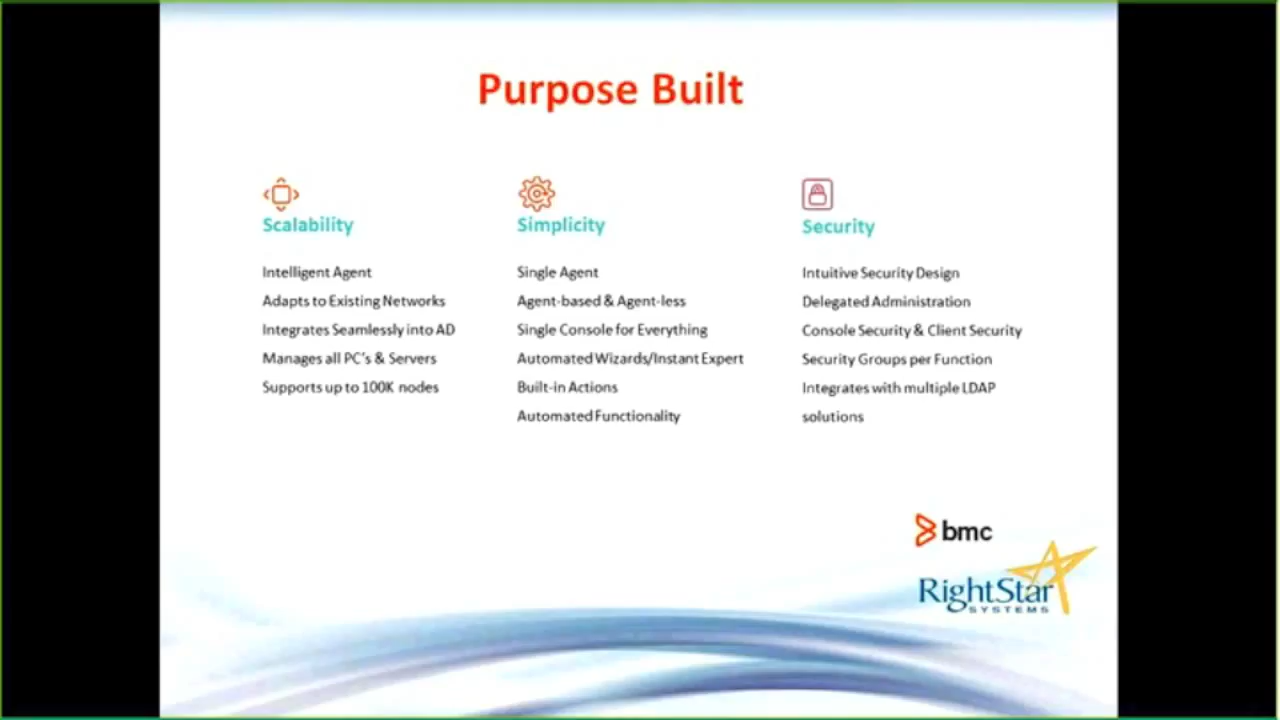 Purpose Built
Scalability
Intelligent Agent
Adapts to Existing Networks
Integrates Seamlessly into AD
Manages all PC's & Servers
Supports up to 100K nodes
Simplicity
Single Agent
Agent-based & Agent-less
Single Console for Everything
Automated Wizards/Instant Expert
Built-in Actions
Automated Functionality
Security
Intuitive Security Design
Delegated Administration
Console Security & Client Security
Security Groups per Function
Integrates with multiple LDAP
solutions
bmc
RightStar
SYSTEMS